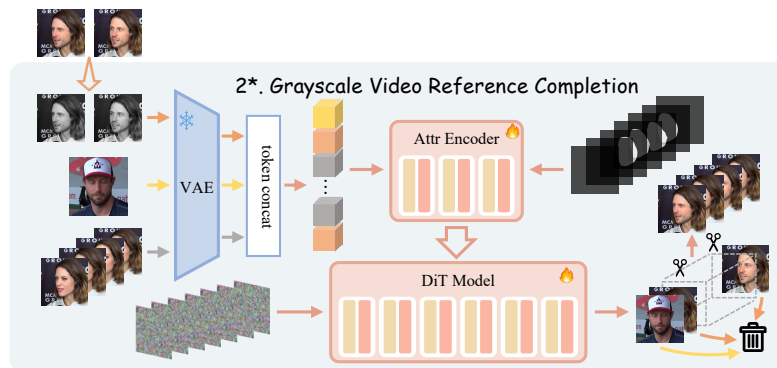 2*. Grayscale Video Reference Completion
VAE
token concat
...
Attr Encoder
DiT Model